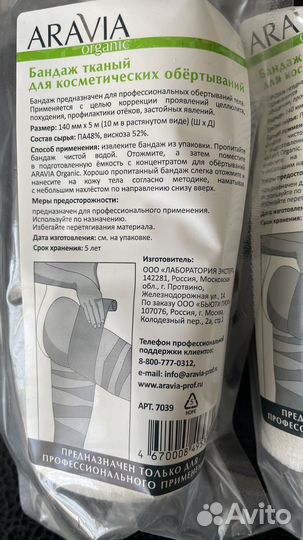 ARAVIA
organic
Бандаж тканый
для косметических обёртываний
Бандаж предназначен для профессиональных обёртываний тела.
Применяется с целью коррекции проявлений целлюлита,
похудения, профилактики отёков, застойных явлений.
Размер: 140 мм х 5 м (10 м в растянутом виде) (Ш х Д)
Состав сырья: ПА48%, вискоза 52%.
Способ применения: извлеките бандаж из упаковки. Пропитайте
бандаж чистой водой. Отожмите, а затем поместите
в подготовленную ёмкость с концентратом для обёртываний
ARAVIA Organic. Хорошо пропитанный бандаж слегка отожмите и
нанесите на кожу тела согласно методике, наматывая
с небольшим нахлёстом по направлению снизу вверх.
Меры предосторожности:
предназначен для профессионального применения.
Используйте по назначению.
Избегайте перетягивания материала.
Дата изготовления: см. на упаковке.
Срок хранения: 5 лет
Изготовитель:
ООО «ЛАБОРАТОРИЯ
142281, Россия, Московская
обл., г. Протвино,
Железнодорожная ул.,
ООО «БЬЮТИ
107076, Россия, г. Москва,
Колодезный пер., 2а, стр.
Телефон профессиональной
поддержки клиентов:
8-800-777-0312,
e-mail: info@aravia-prof.ru
www.aravia-prof.ru
АРТ. 7039
4 670008
ПРЕДНАЗНАЧЕН ТОЛЬКО ДЛЯ
ПРОФЕССИОНАЛЬНОГО
ПРЕДН
ПРОФЕСС
Avito